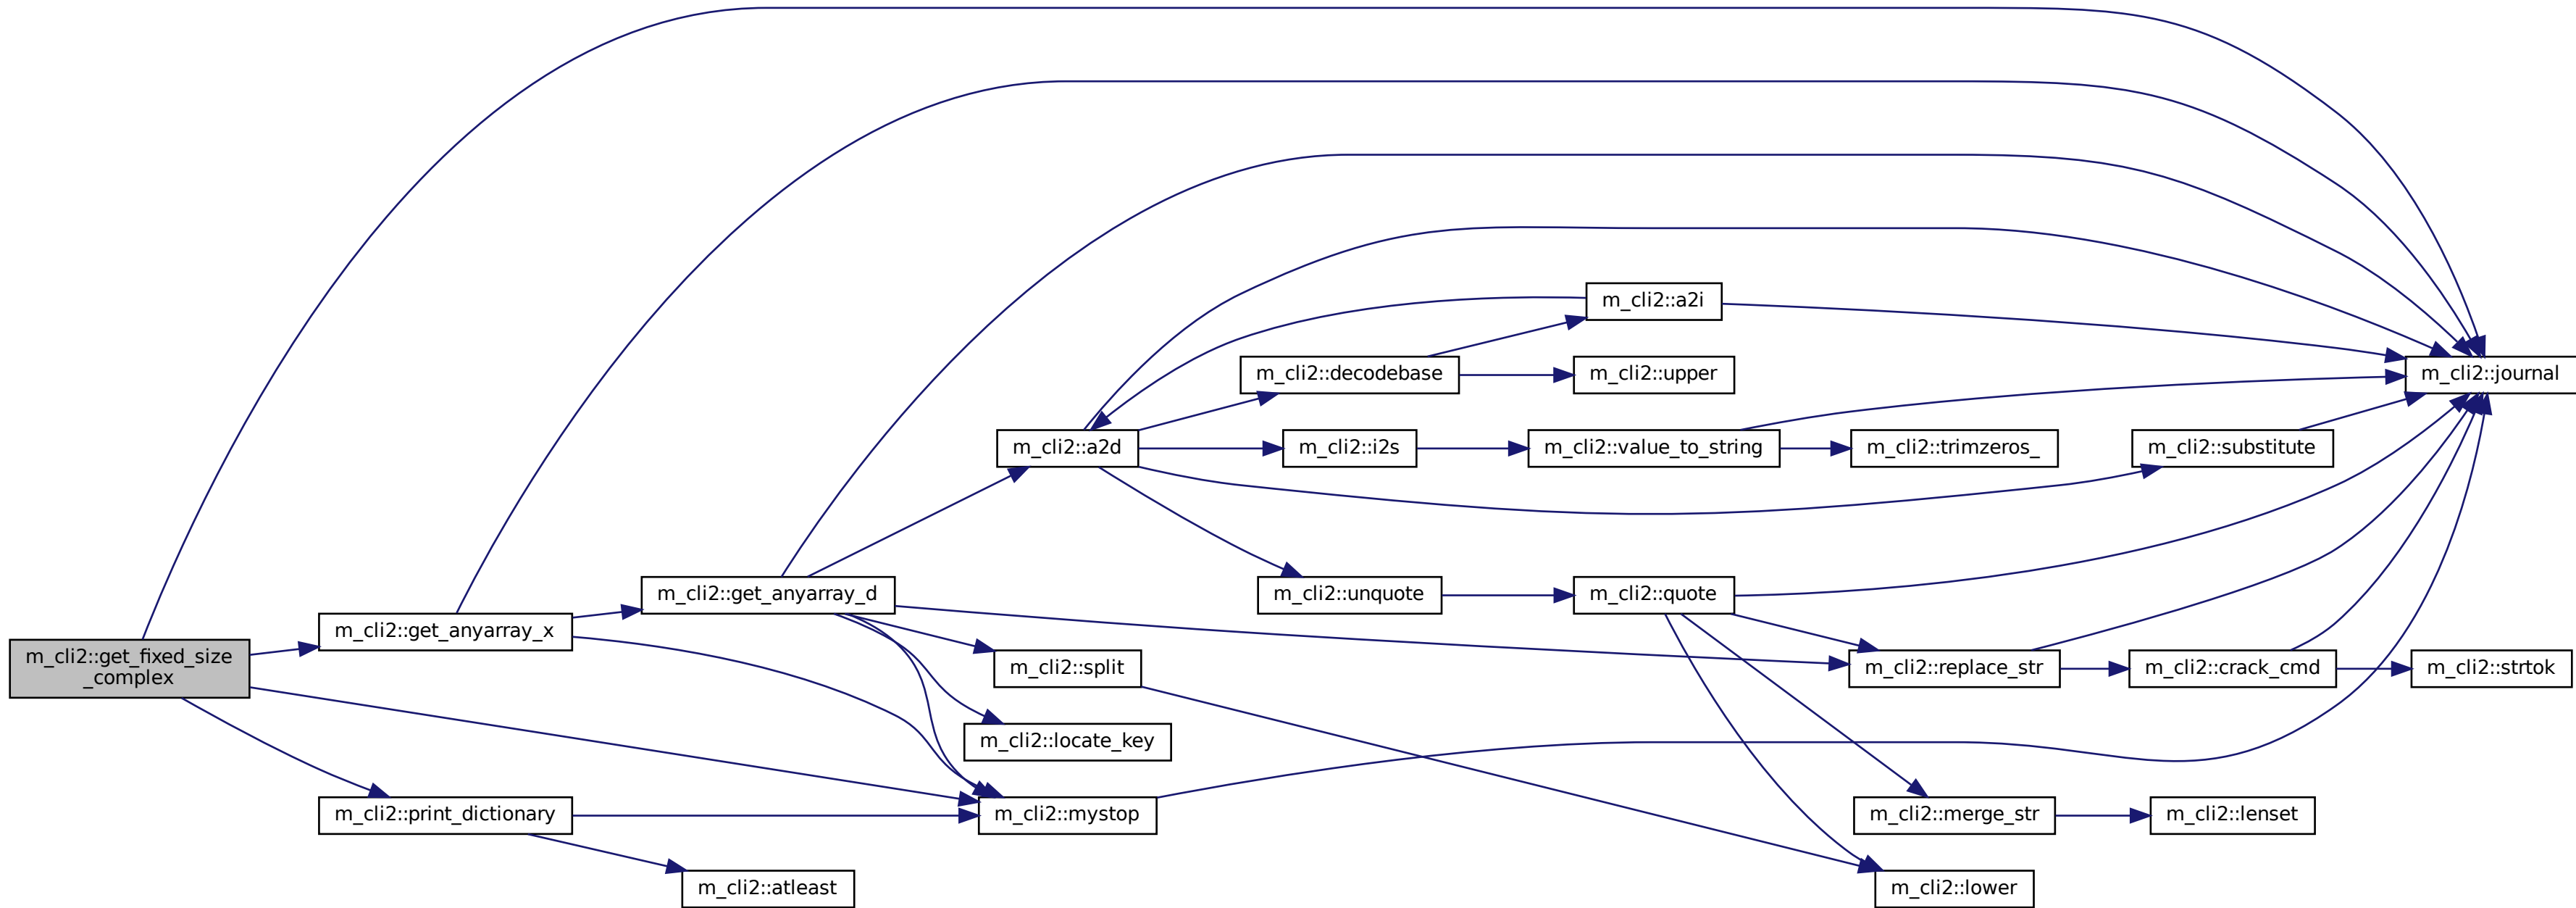 m_cli2::get_fixed_size
_complex
m_cli2::get_anyarray_x
m_cli2::print_dictionary
m_cli2::get_anyarray_d
m_cli2::atleast
m_cli2::a2d
m_cli2::split
m_cli2::locate_key
m_cli2::mystop
m_cli2::decodebase
m_cli2::i2s
m_cli2::unquote
m_cli2::a2i
m_cli2::upper
m_cli2::value_to_string
m_cli2::quote
m_cli2::trimzeros_
m_cli2::replace_str
m_cli2::merge_str
m_cli2::lower
m_cli2::substitute
m_cli2::crack_cmd
m_cli2::lenset
m_cli2::journal
m_cli2::strtok